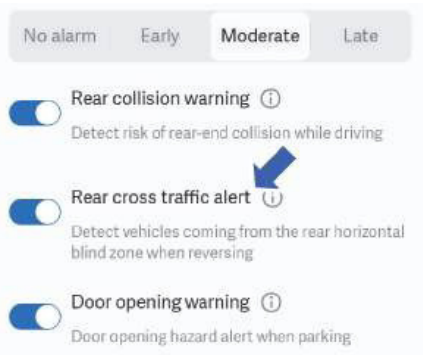 No alarm Early Moderate Late
Rear collision warning
Detect risk of rear-end collision while driving
Rear cross traffic alert
Detect vehicles coming from the rear horizontal
blind zone when reversing
Door opening warning
Door opening hazard alert when parking